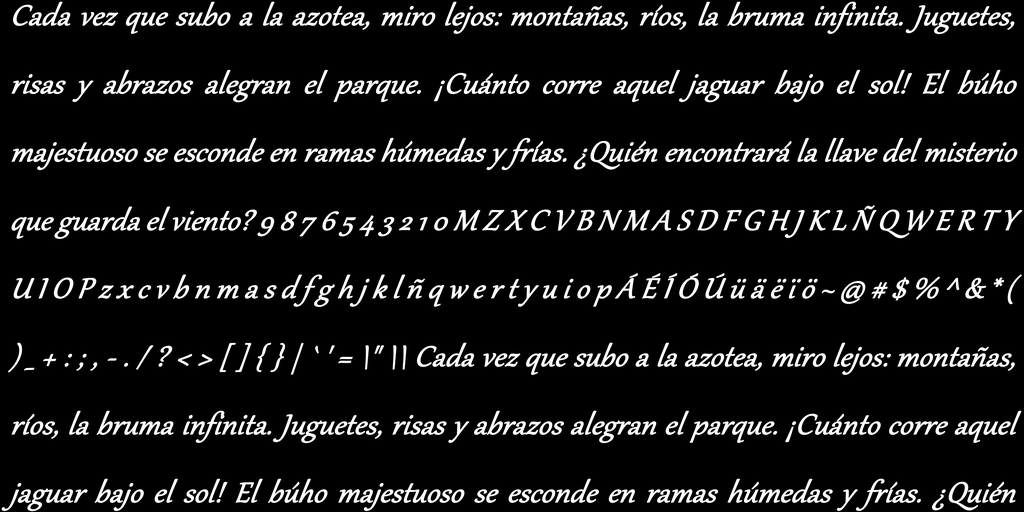 Cada vez que subo a la azotea, miro lejos: montañas, ríos, la bruma infinita. Juguetes,
risas y abrazos alegran el parque. ¡Cuánto corre aquel jaguar bajo el sol! El búho
majestuoso se esconde en ramas húmedas y frías. ¿Quién encontrará la llave del misterio
que guarda el viento? 9 8 7 6 5 4 3 2 1 0 M Z X C V B N M A S D F G H J K L Ñ Q W E R T Y
U I O P z x c v b n m a s d f g h j k l ñ q w e r t y u i o p Á É Í Ó Ú ü ä ë ï ö ~ @ # $ % ^ & * (
) _ + : ; , - . / ? < > [ ] { } | ` ' = \" \\ Cada vez que subo a la azotea, miro lejos: montañas,
ríos, la bruma infinita. Juguetes, risas y abrazos alegran el parque. ¡Cuánto corre aquel
jaguar bajo el sol! El búho majestuoso se esconde en ramas húmedas y frías. ¿Quién